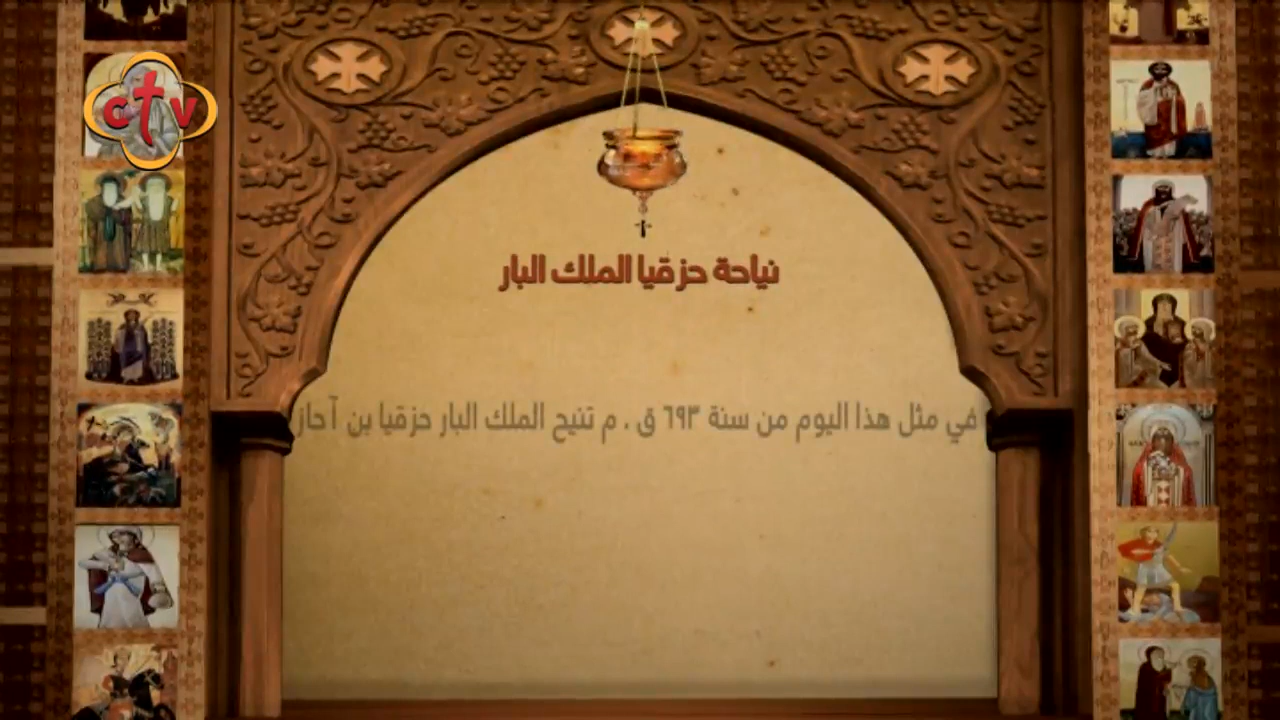 CTV
نياحة حزقيا الملك البار
في مثل هذا اليوم من سنة ٦٩٣ ق . م تنيح الملك البار حزقيا بن آحاز